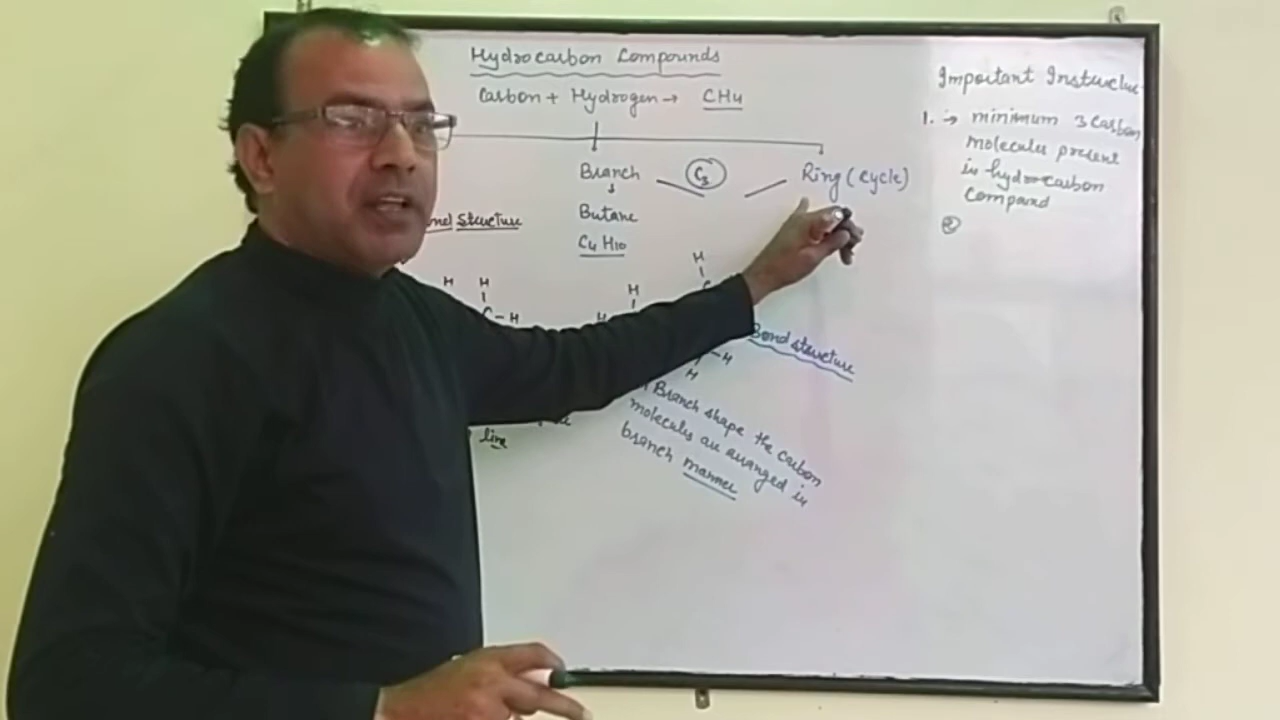 Hydrocarbon Compounds
Carbon + Hydrogen → CH4
Branch
C3
Ring (Cycle)
Butane
C4 H10
Structure
H H
C-H
H
H
H
H
H
Bond structure
line
Branch shape the carbon
molecules are arranged in
branch manner
Important
1. → minimum 3 Carbon
molecules present
in hydrocarbon
Compound
②